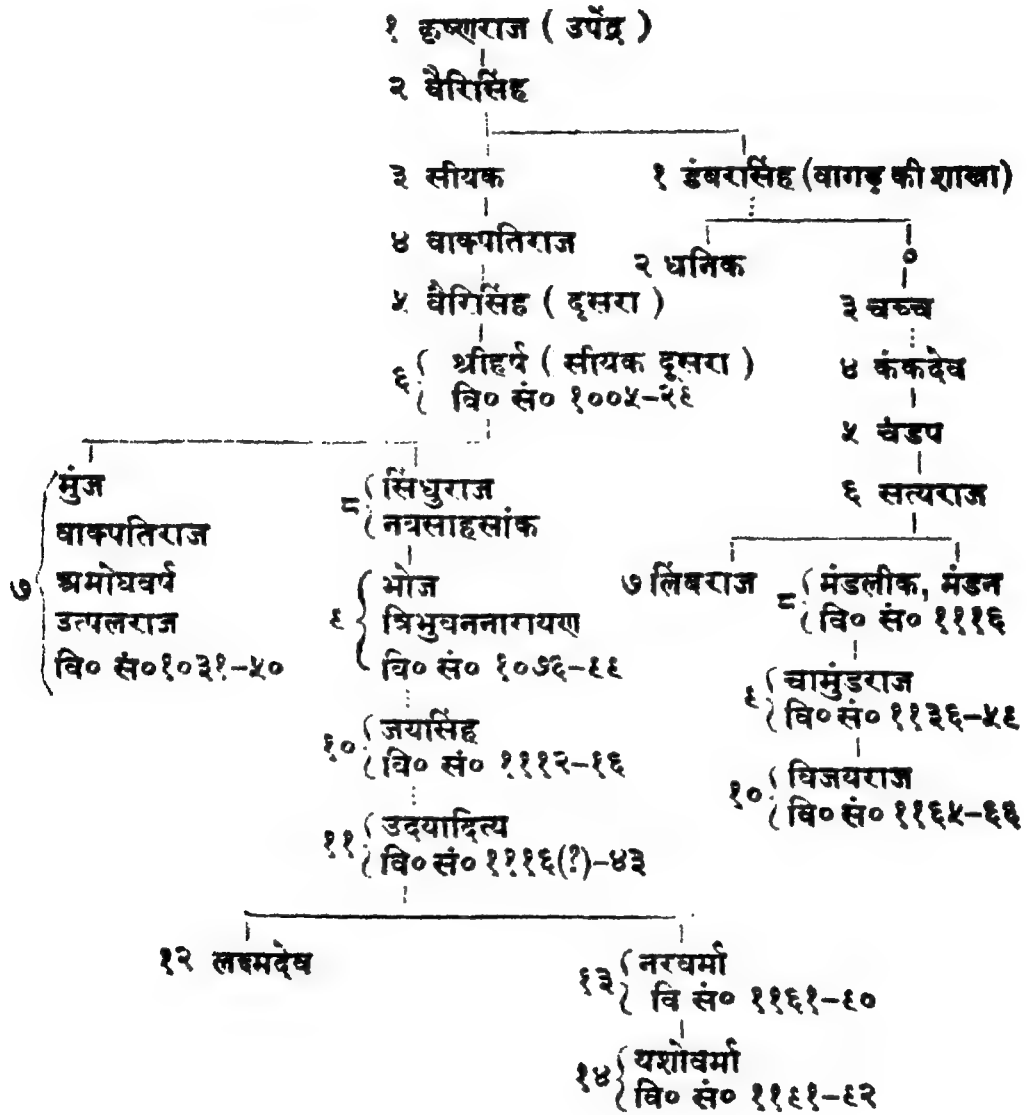 १ कृष्णराज ( उपेंद्र )
२ वैरिसिंह
३ सीयक
१ डंबरसिंह (वागड़ की शाखा)
४ वाक्पतिराज
२ धनिक
०
५ वैरिसिंह ( दूसरा )
३ चच्च
६ श्रीहर्ष ( सीयक दूसरा )
वि० सं० १००५-२९
४ कंकदेव
५ चंडप
७ मुंज
वाक्पतिराज
अमोघवर्ष
उत्पलराज
वि० सं०१०३१-५०
८ सिंधुराज
नवसाहसांक
६ सत्यराज
९ भोज
त्रिभुवननारायण
वि० सं० १०७६-९९
७ लिंबराज
८ मंडलीक, मंडन
वि० सं० १११६
१० जयसिंह
वि० सं० १११२-१६
९ चामुंडराज
वि० सं० ११३६-५९
११ उदयादित्य
वि० सं० १११६(?)-४३
१० विजयराज
वि० सं० ११६५-६६
१२ लक्ष्मदेव
१३ नरवर्मा
वि सं० ११६१-९०
१४ यशोवर्मा
वि० सं० ११९१-९२